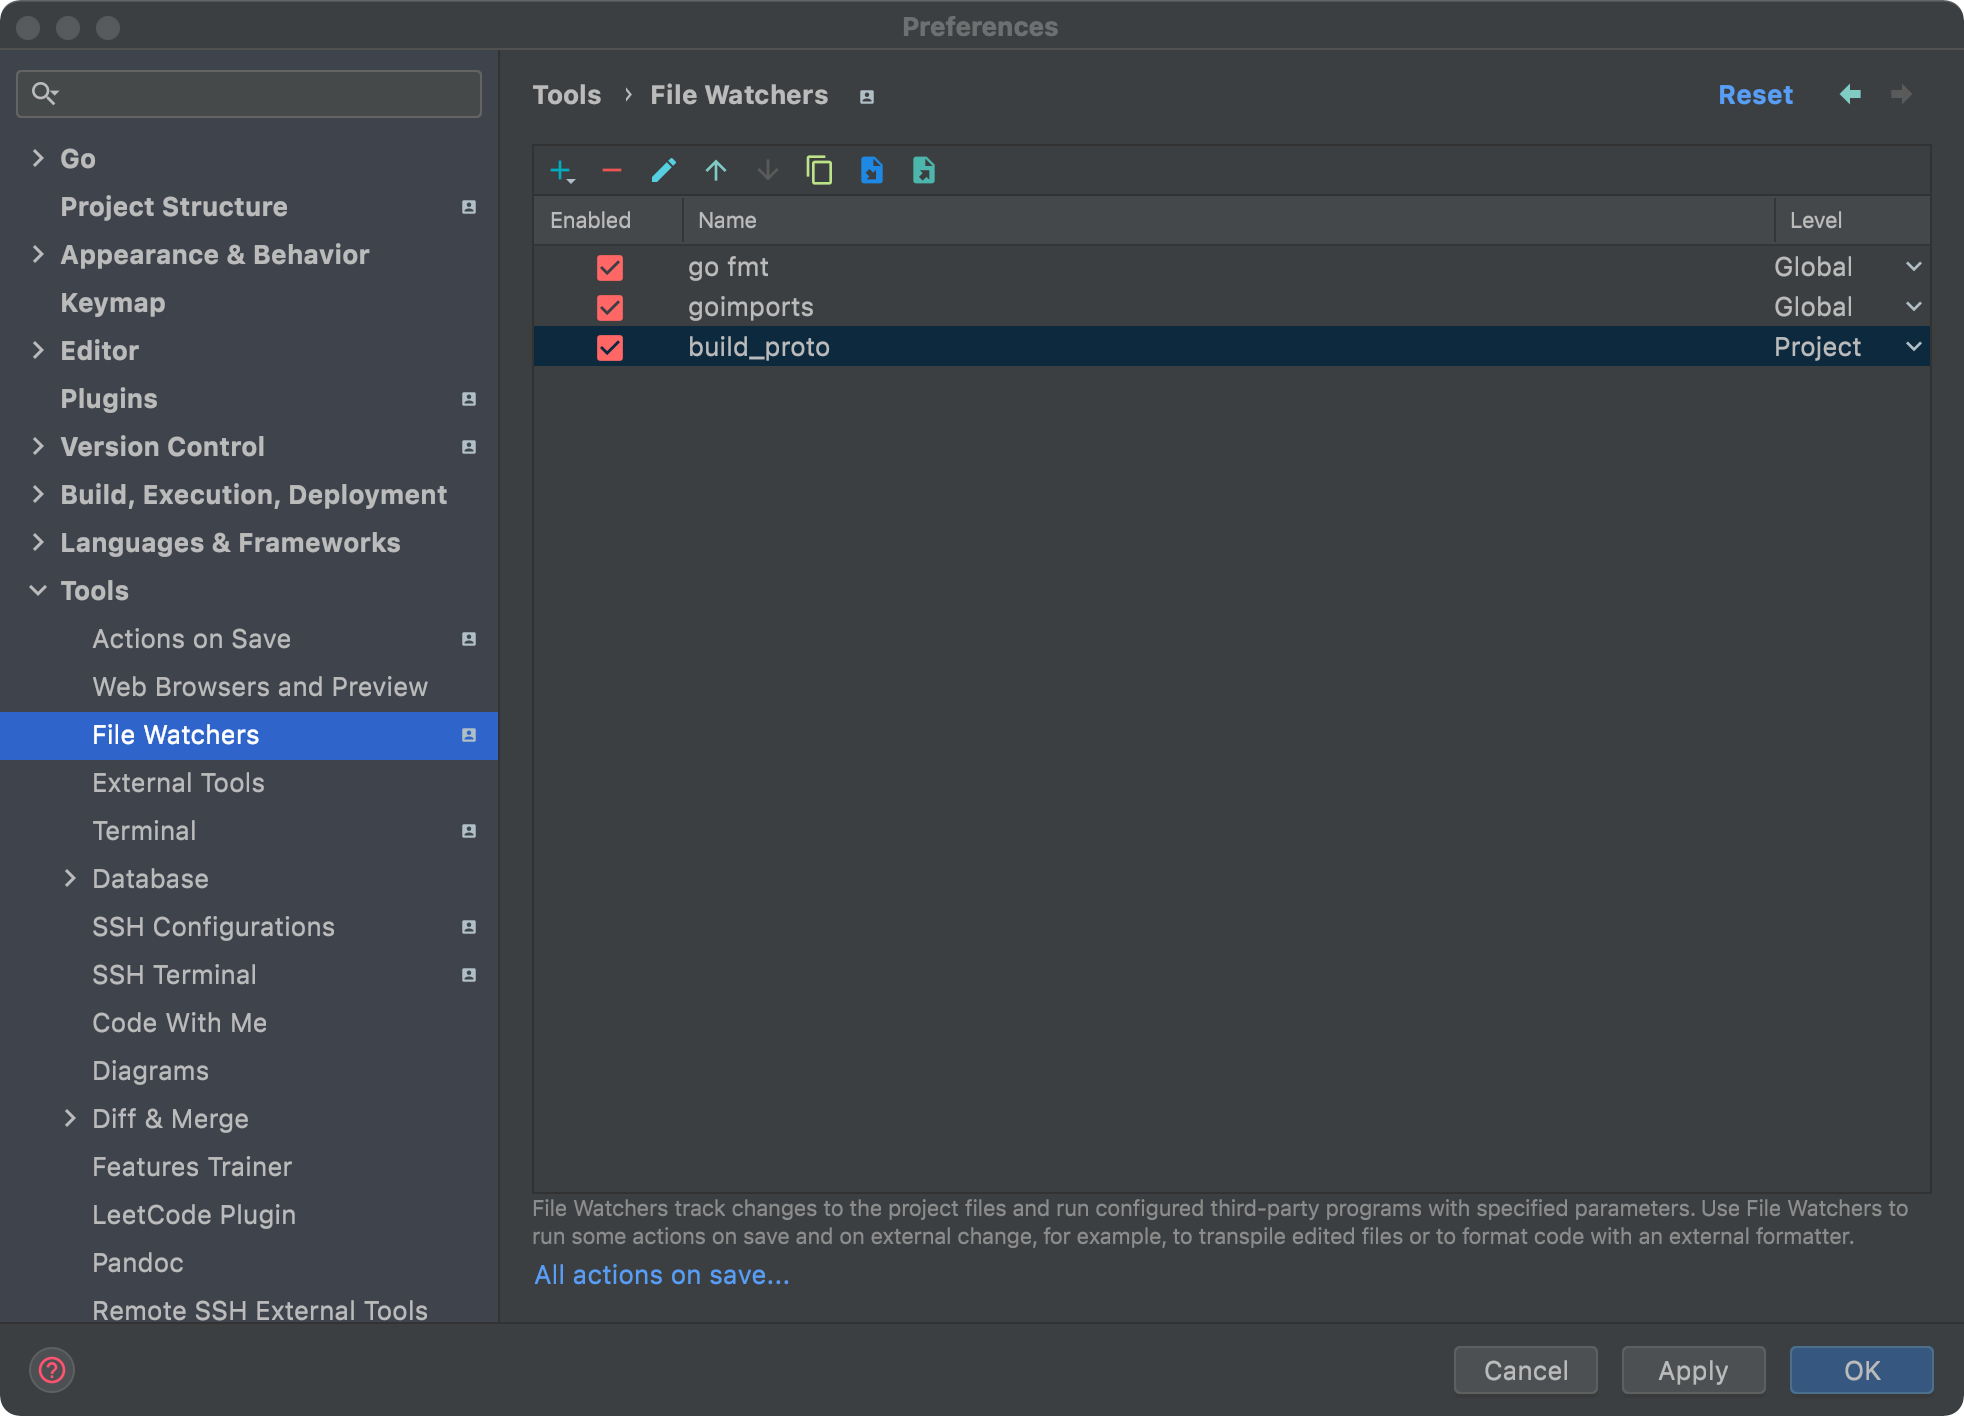 Preferences
Go
Project Structure
Appearance & Behavior
Keymap
Editor
Plugins
Version Control
Build, Execution, Deployment
Languages & Frameworks
Tools
Actions on Save
Web Browsers and Preview
File Watchers
External Tools
Terminal
Database
SSH Configurations
SSH Terminal
Code With Me
Diagrams
Diff & Merge
Features Trainer
LeetCode Plugin
Pandoc
Remote SSH External Tools
Tools › File Watchers
Reset
Enabled Name Level
go fmt Global
goimports Global
build_proto Project
File Watchers track changes to the project files and run configured third-party programs with specified parameters. Use File Watchers to
run some actions on save and on external change, for example, to transpile edited files or to format code with an external formatter.
All actions on save...
?
Cancel Apply OK